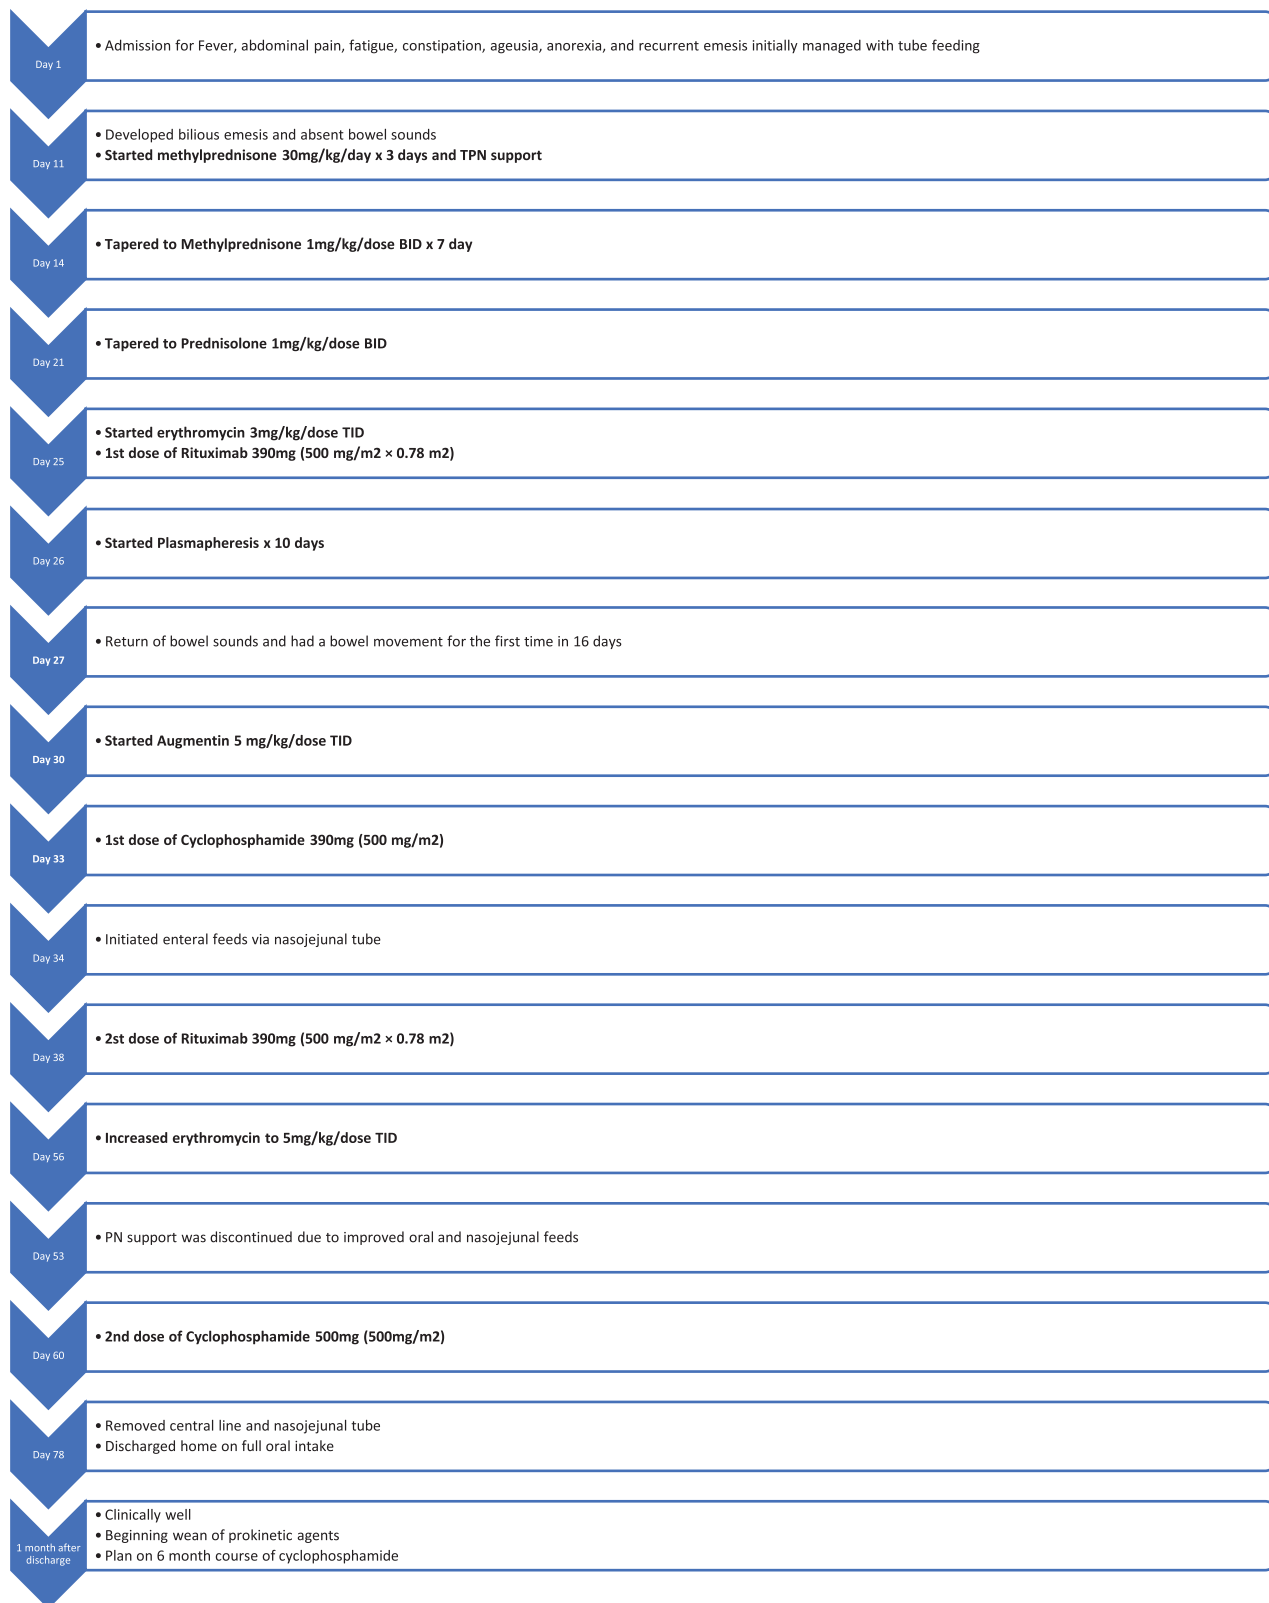 Day 1
• Admission for Fever, abdominal pain, fatigue, constipation, ageusia, anorexia, and recurrent emesis initially managed with tube feeding
Day 11
• Developed bilious emesis and absent bowel sounds
• Started methylprednisone 30mg/kg/day x 3 days and TPN support
Day 14
• Tapered to Methylprednisone 1mg/kg/dose BID x 7 day
Day 21
• Tapered to Prednisolone 1mg/kg/dose BID
Day 25
• Started erythromycin 3mg/kg/dose TID
• 1st dose of Rituximab 390mg (500 mg/m2 × 0.78 m2)
Day 26
• Started Plasmapheresis x 10 days
Day 27
• Return of bowel sounds and had a bowel movement for the first time in 16 days
Day 30
• Started Augmentin 5 mg/kg/dose TID
Day 33
• 1st dose of Cyclophosphamide 390mg (500 mg/m2)
Day 34
• Initiated enteral feeds via nasojejunal tube
Day 38
• 2st dose of Rituximab 390mg (500 mg/m2 × 0.78 m2)
Day 56
• Increased erythromycin to 5mg/kg/dose TID
Day 53
• PN support was discontinued due to improved oral and nasojejunal feeds
Day 60
• 2nd dose of Cyclophosphamide 500mg (500mg/m2)
Day 78
• Removed central line and nasojejunal tube
• Discharged home on full oral intake
1 month after
discharge
• Clinically well
• Beginning wean of prokinetic agents
• Plan on 6 month course of cyclophosphamide